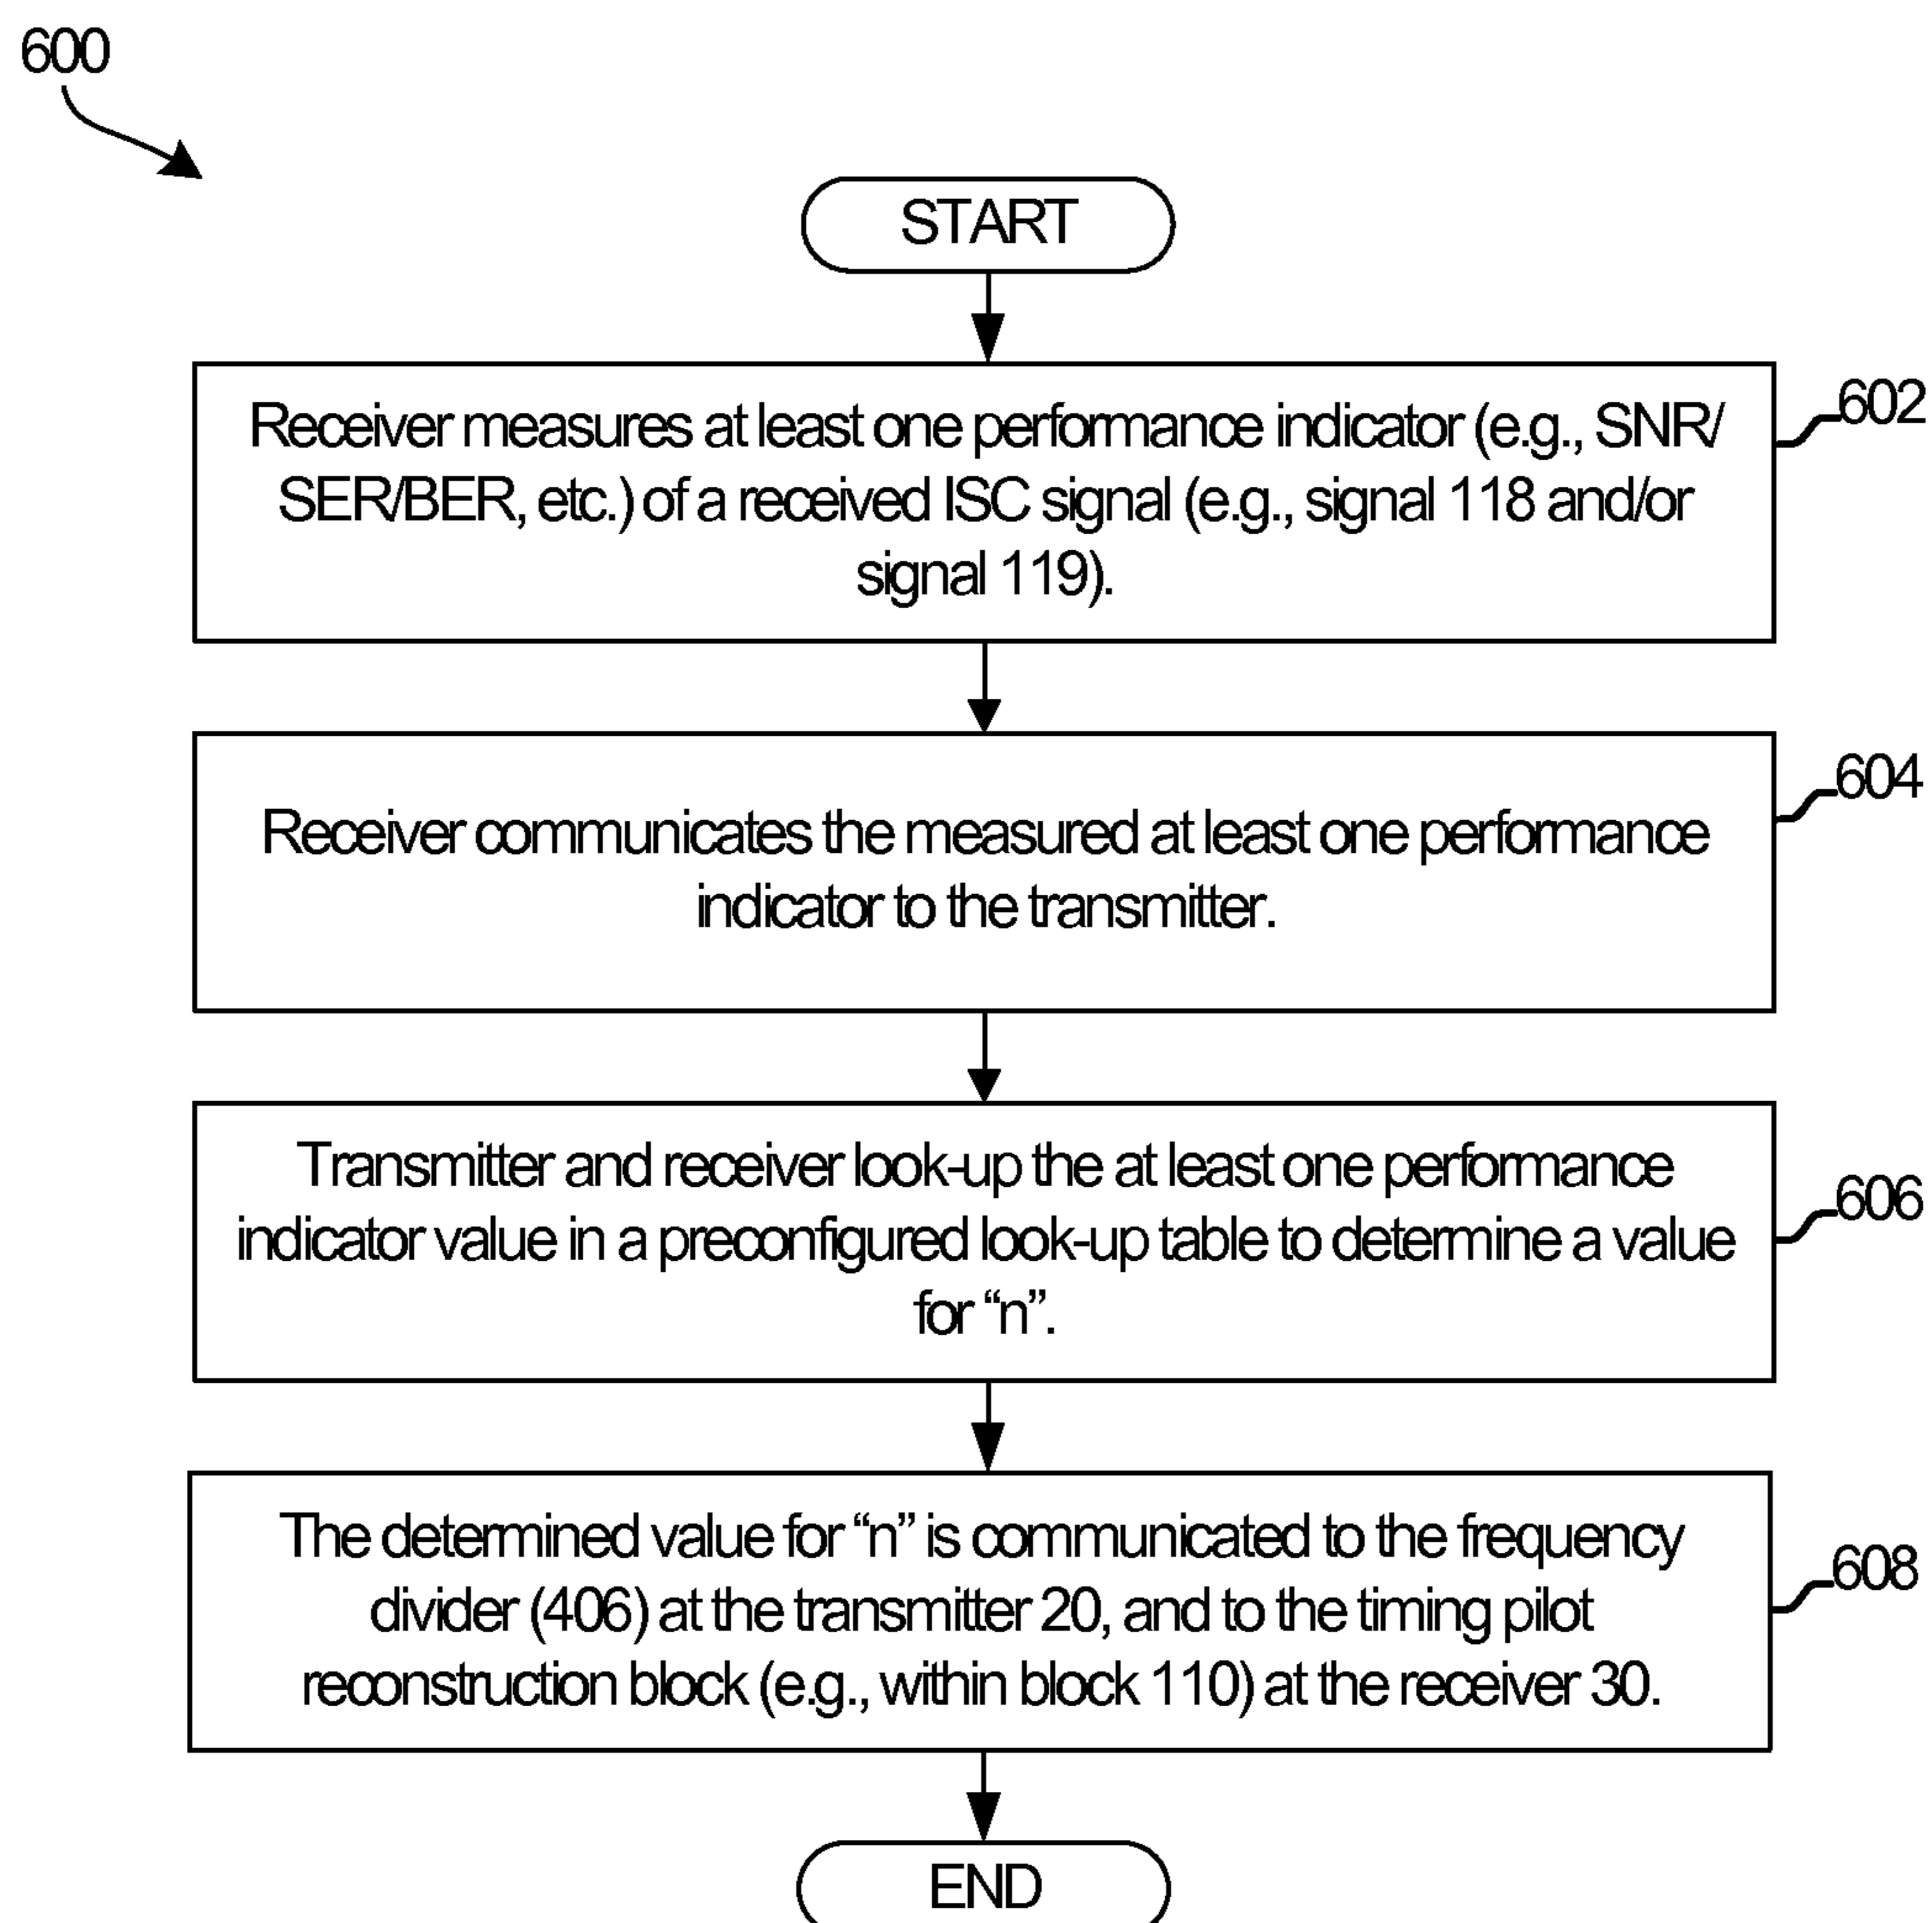 600
START
Receiver measures at least one performance indicator (e.g., SNR/
SER/BER, etc.) of a received ISC signal (e.g., signal 118 and/or
signal 119).
602
Receiver communicates the measured at least one performance
indicator to the transmitter.
604
Transmitter and receiver look-up the at least one performance
indicator value in a preconfigured look-up table to determine a value
for “n”.
606
The determined value for “n” is communicated to the frequency
divider (406) at the transmitter 20, and to the timing pilot
reconstruction block (e.g., within block 110) at the receiver 30.
608
END